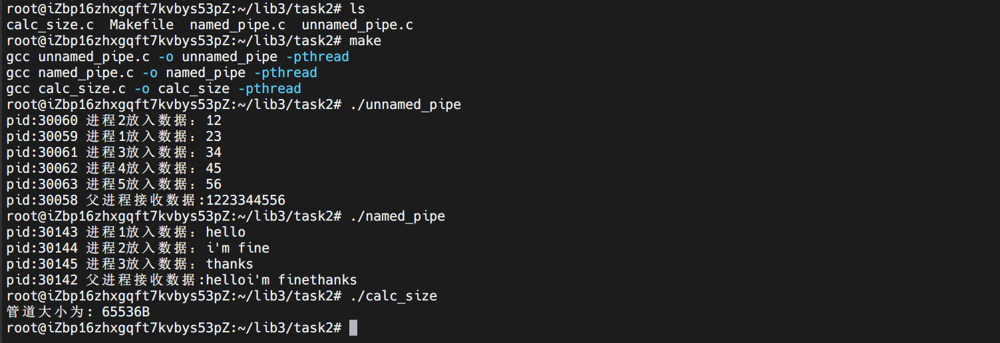 root@iZbp16zhxgqft7kvbys53pZ:~/lib3/task2# ls
calc_size.c  Makefile  named_pipe.c  unnamed_pipe.c
root@iZbp16zhxgqft7kvbys53pZ:~/lib3/task2# make
gcc unnamed_pipe.c -o unnamed_pipe -pthread
gcc named_pipe.c -o named_pipe -pthread
gcc calc_size.c -o calc_size -pthread
root@iZbp16zhxgqft7kvbys53pZ:~/lib3/task2# ./unnamed_pipe
pid:30060 进程2放入数据：12
pid:30059 进程1放入数据：23
pid:30061 进程3放入数据：34
pid:30062 进程4放入数据：45
pid:30063 进程5放入数据：56
pid:30058 父进程接收数据:1223344556
root@iZbp16zhxgqft7kvbys53pZ:~/lib3/task2# ./named_pipe
pid:30143 进程1放入数据：hello
pid:30144 进程2放入数据：i'm fine
pid:30145 进程3放入数据：thanks
pid:30142 父进程接收数据:helloi'm finethanks
root@iZbp16zhxgqft7kvbys53pZ:~/lib3/task2# ./calc_size
管道大小为: 65536B
root@iZbp16zhxgqft7kvbys53pZ:~/lib3/task2#